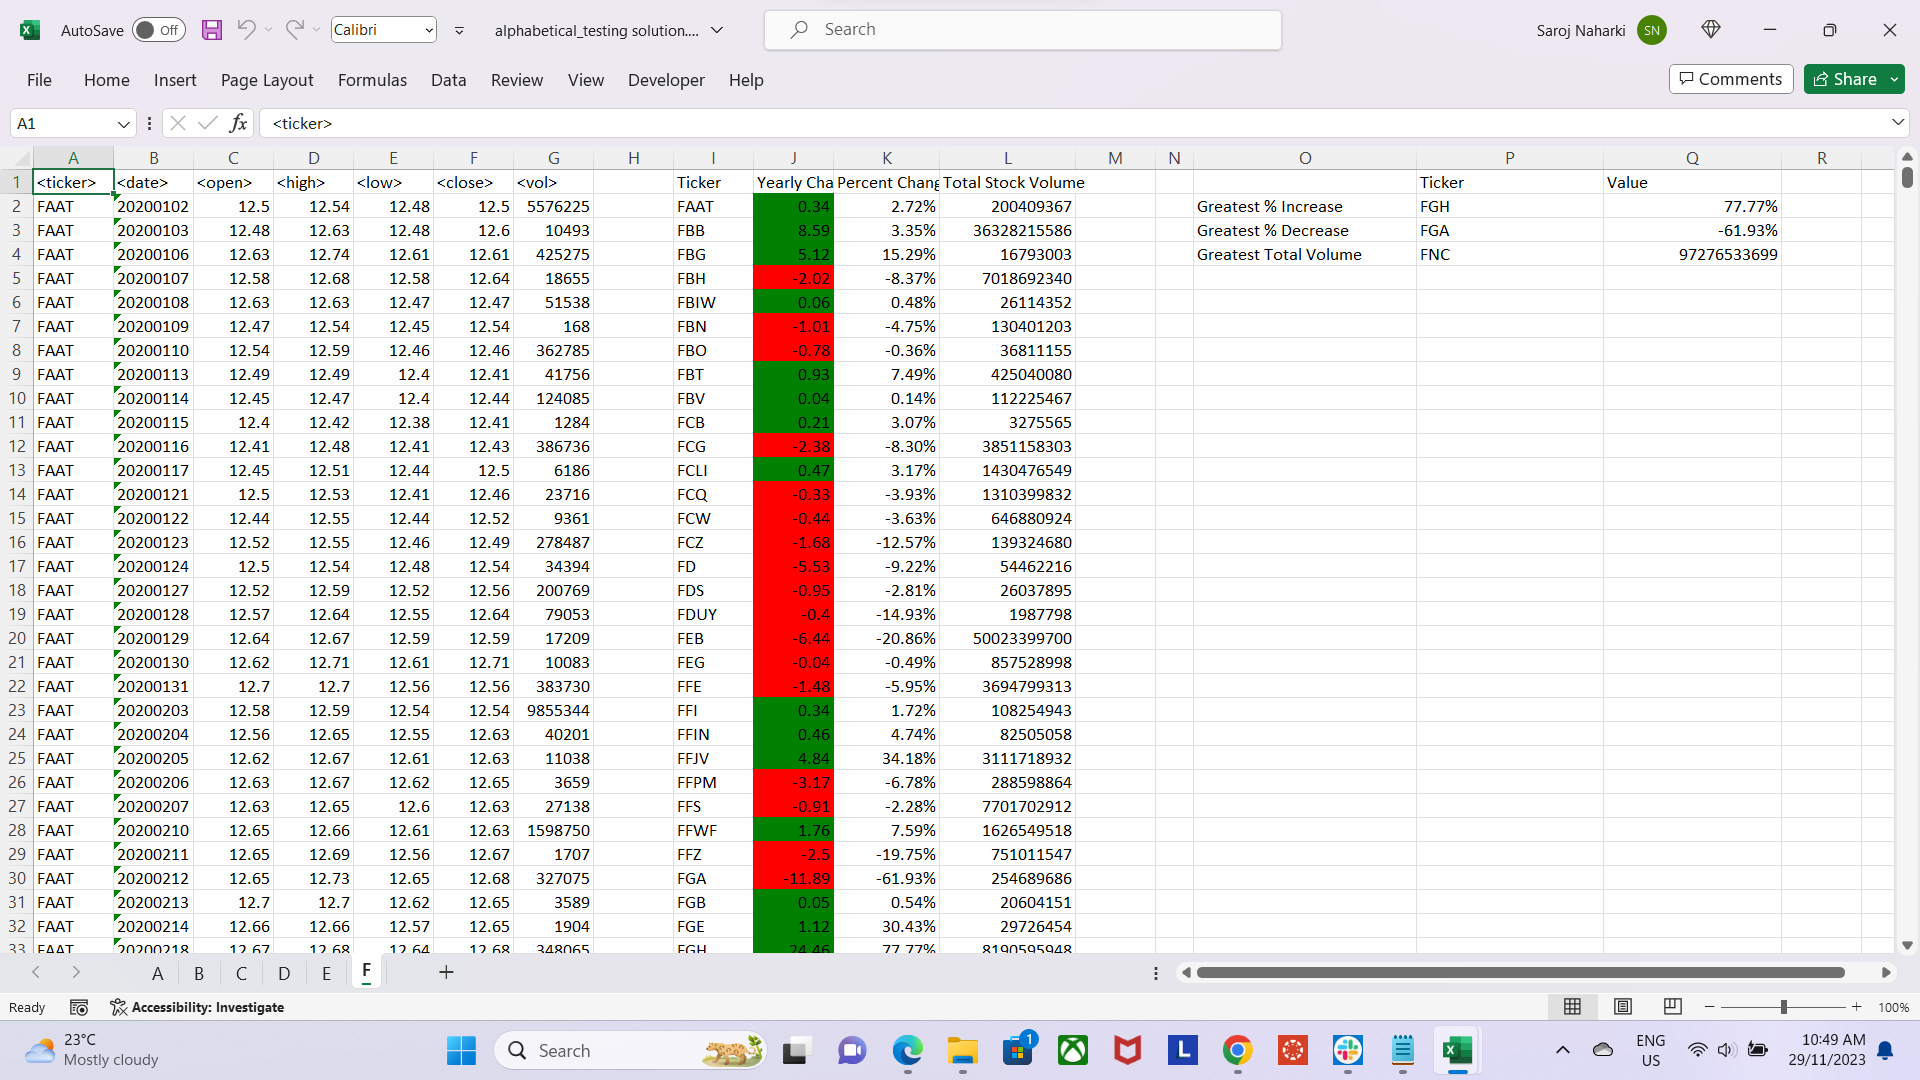 AutoSave Off Calibri alphabetical_testing solution.... Search Saroj Naharki SN
File Home Insert Page Layout Formulas Data Review View Developer Help Comments Share
A1 fx <ticker>
A B C D E F G H I J K L M N O P Q R
1 <ticker> <date> <open> <high> <low> <close> <vol> Ticker Yearly Cha Percent Chang Total Stock Volume Ticker Value
2 FAAT 20200102 12.5 12.54 12.48 12.5 5576225 FAAT 0.34 2.72% 200409367 Greatest % Increase FGH 77.77%
3 FAAT 20200103 12.48 12.63 12.48 12.6 10493 FBB 8.59 3.35% 36328215586 Greatest % Decrease FGA -61.93%
4 FAAT 20200106 12.63 12.74 12.61 12.61 425275 FBG 5.12 15.29% 16793003 Greatest Total Volume FNC 97276533699
5 FAAT 20200107 12.58 12.68 12.58 12.64 18655 FBH -2.02 -8.37% 7018692340
6 FAAT 20200108 12.63 12.63 12.47 12.47 51538 FBIW 0.06 0.48% 26114352
7 FAAT 20200109 12.47 12.54 12.45 12.54 168 FBN -1.01 -4.75% 130401203
8 FAAT 20200110 12.54 12.59 12.46 12.46 362785 FBO -0.78 -0.36% 36811155
9 FAAT 20200113 12.49 12.49 12.4 12.41 41756 FBT 0.93 7.49% 425040080
10 FAAT 20200114 12.45 12.47 12.4 12.44 124085 FBV 0.04 0.14% 112225467
11 FAAT 20200115 12.4 12.42 12.38 12.41 1284 FCB 0.21 3.07% 3275565
12 FAAT 20200116 12.41 12.48 12.41 12.43 386736 FCG -2.38 -8.30% 3851158303
13 FAAT 20200117 12.45 12.51 12.44 12.5 6186 FCLI 0.47 3.17% 1430476549
14 FAAT 20200121 12.5 12.53 12.41 12.46 23716 FCQ -0.33 -3.93% 1310399832
15 FAAT 20200122 12.44 12.55 12.44 12.52 9361 FCW -0.44 -3.63% 646880924
16 FAAT 20200123 12.52 12.55 12.46 12.49 278487 FCZ -1.68 -12.57% 139324680
17 FAAT 20200124 12.5 12.54 12.48 12.54 34394 FD -5.53 -9.22% 54462216
18 FAAT 20200127 12.52 12.59 12.52 12.56 200769 FDS -0.95 -2.81% 26037895
19 FAAT 20200128 12.57 12.64 12.55 12.64 79053 FDUY -0.4 -14.93% 1987798
20 FAAT 20200129 12.64 12.67 12.59 12.59 17209 FEB -6.44 -20.86% 50023399700
21 FAAT 20200130 12.62 12.71 12.61 12.71 10083 FEG -0.04 -0.49% 857528998
22 FAAT 20200131 12.7 12.7 12.56 12.56 383730 FFE -1.48 -5.95% 3694799313
23 FAAT 20200203 12.58 12.59 12.54 12.54 9855344 FFI 0.34 1.72% 108254943
24 FAAT 20200204 12.56 12.65 12.55 12.63 40201 FFIN 0.46 4.74% 82505058
25 FAAT 20200205 12.62 12.67 12.61 12.63 11038 FFJV 4.84 34.18% 3111718932
26 FAAT 20200206 12.63 12.67 12.62 12.65 3659 FFPM -3.17 -6.78% 288598864
27 FAAT 20200207 12.63 12.65 12.6 12.63 27138 FFS -0.91 -2.28% 7701702912
28 FAAT 20200210 12.65 12.66 12.61 12.63 1598750 FFWF 1.76 7.59% 1626549518
29 FAAT 20200211 12.65 12.69 12.56 12.67 1707 FFZ -2.5 -19.75% 751011547
30 FAAT 20200212 12.65 12.73 12.65 12.68 327075 FGA -11.89 -61.93% 254689686
31 FAAT 20200213 12.7 12.7 12.62 12.65 3589 FGB 0.05 0.54% 20604151
32 FAAT 20200214 12.66 12.66 12.57 12.65 1904 FGE 1.12 30.43% 29726454
33 FAAT 20200218 12.67 12.68 12.64 12.68 348065 FGH 24.46 77.77% 8190595948
A B C D E F
Ready Accessibility: Investigate 100%
23°C
Mostly cloudy
Search 1 L
ENG
US
10:49 AM
29/11/2023